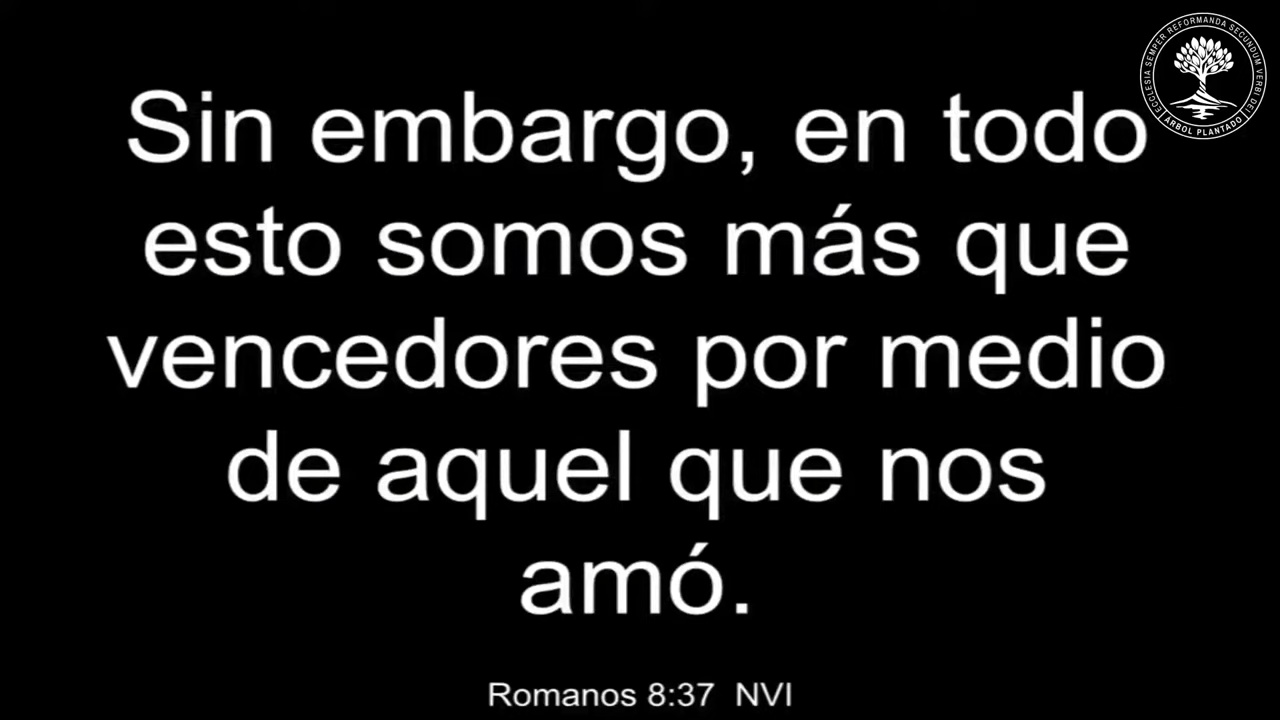 Sin embargo, en todo
esto somos más que
vencedores por medio
de aquel que nos
amó.
Romanos 8:37  NVI
ECCLESIA SEMPER REFORMANDA SECUNDUM VERBI DEI
ÁRBOL PLANTADO